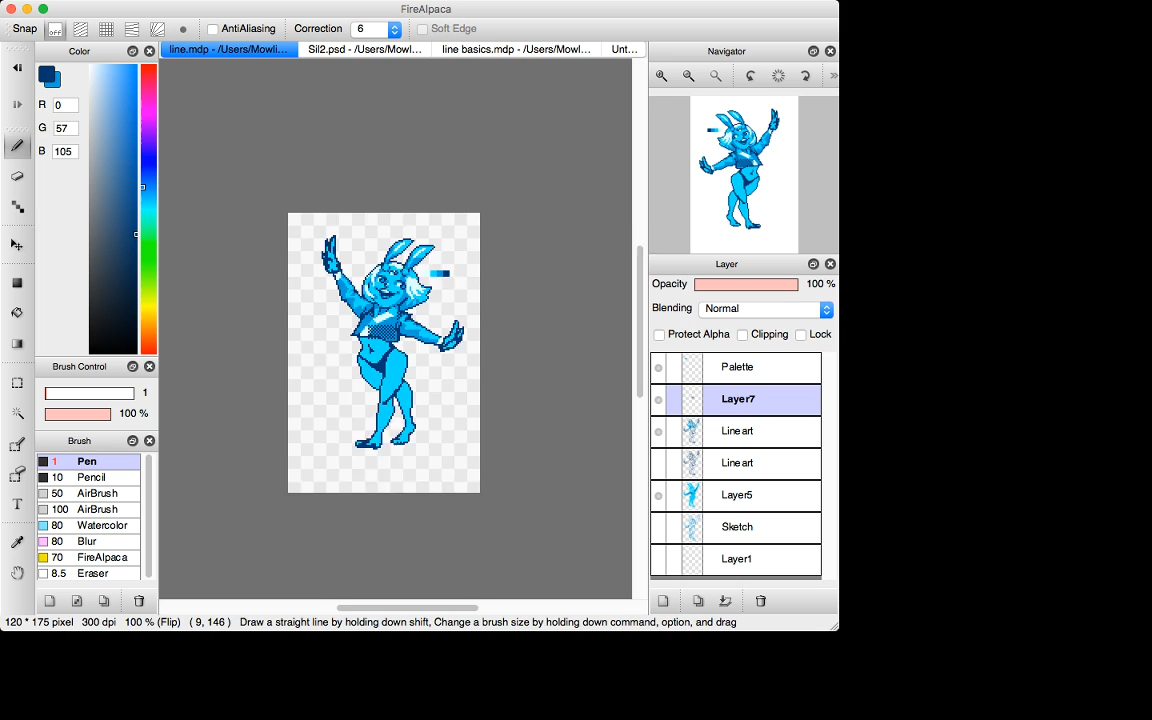 FireAlpaca
Snap OFF AntiAliasing Correction 6 Soft Edge
Color
line.mdp - /Users/Mowli... Sil2.psd - /Users/Mowl... line basics.mdp - /Users/Mowl... Unt...
Navigator
R 0
G 57
B 105
Layer
Opacity 100 %
Blending Normal
Protect Alpha Clipping Lock
Brush Control
1
100 %
Brush
1 Pen
10 Pencil
50 AirBrush
100 AirBrush
80 Watercolor
80 Blur
70 FireAlpaca
8.5 Eraser
Palette
Layer7
Line art
Line art
Layer5
Sketch
Layer1
120 * 175 pixel 300 dpi 100 % (Flip) ( 9, 146 ) Draw a straight line by holding down shift, Change a brush size by holding down command, option, and drag